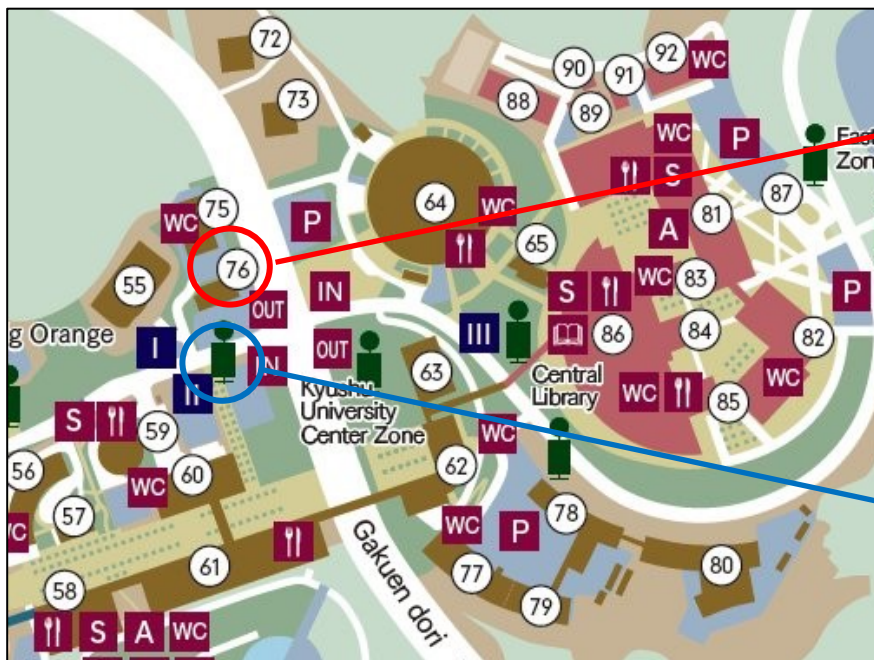 72
92
WC
90
91
73
88
89
WC
P
East
Zon
S
87
75
WC
P
64
WC
81
A
76
65
55
IN
WC
83
OUT
S
P
g Orange
I
OUT
III
86
84
82
II
IN
63
Central
Library
WC
Kyushu
University
Center Zone
WC
85
S
59
WC
56
60
62
WC
WC
57
78
WC
P
61
77
80
79
Gakuen dori
58
S
A
WC